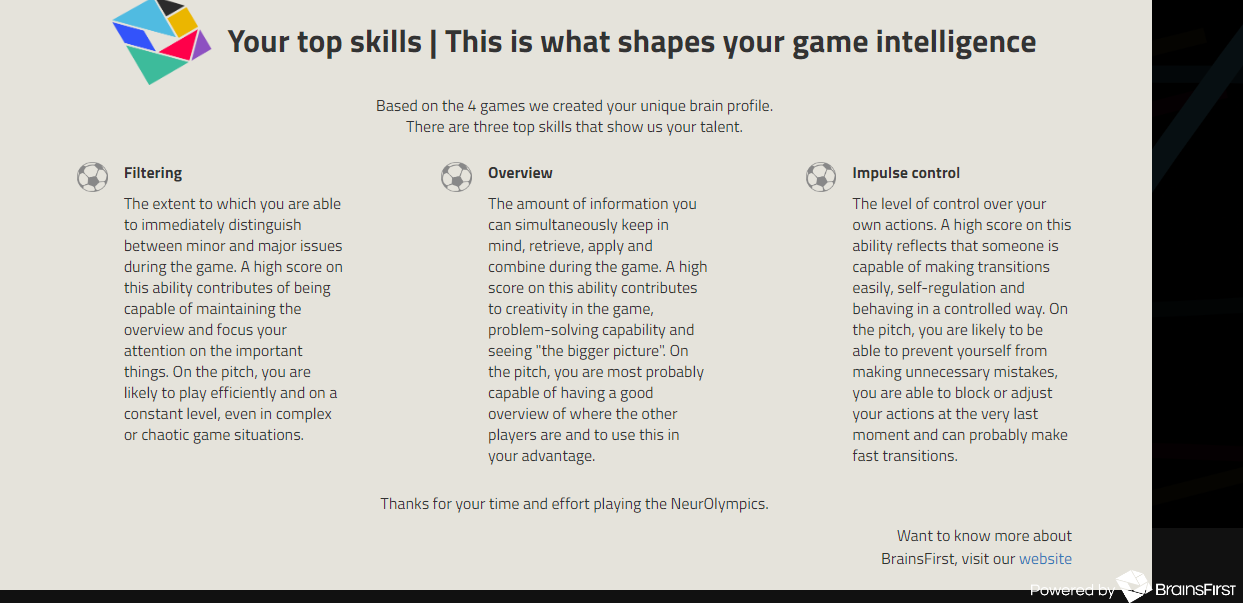 Your top skills | This is what shapes your game intelligence
Based on the 4 games we created your unique brain profile.
There are three top skills that show us your talent.
Filtering
The extent to which you are able
to immediately distinguish
between minor and major issues
during the game. A high score on
this ability contributes of being
capable of maintaining the
overview and focus your
attention on the important
things. On the pitch, you are
likely to play efficiently and on a
constant level, even in complex
or chaotic game situations.
Overview
The amount of information you
can simultaneously keep in
mind, retrieve, apply and
combine during the game. A high
score on this ability contributes
to creativity in the game,
problem-solving capability and
seeing "the bigger picture". On
the pitch, you are most probably
capable of having a good
overview of where the other
players are and to use this in
your advantage.
Impulse control
The level of control over your
own actions. A high score on this
ability reflects that someone is
capable of making transitions
easily, self-regulation and
behaving in a controlled way. On
the pitch, you are likely to be
able to prevent yourself from
making unnecessary mistakes,
you are able to block or adjust
your actions at the very last
moment and can probably make
fast transitions.
Thanks for your time and effort playing the NeurOlympics.
Want to know more about
BrainsFirst, visit our website
Powered by BrainsFirst